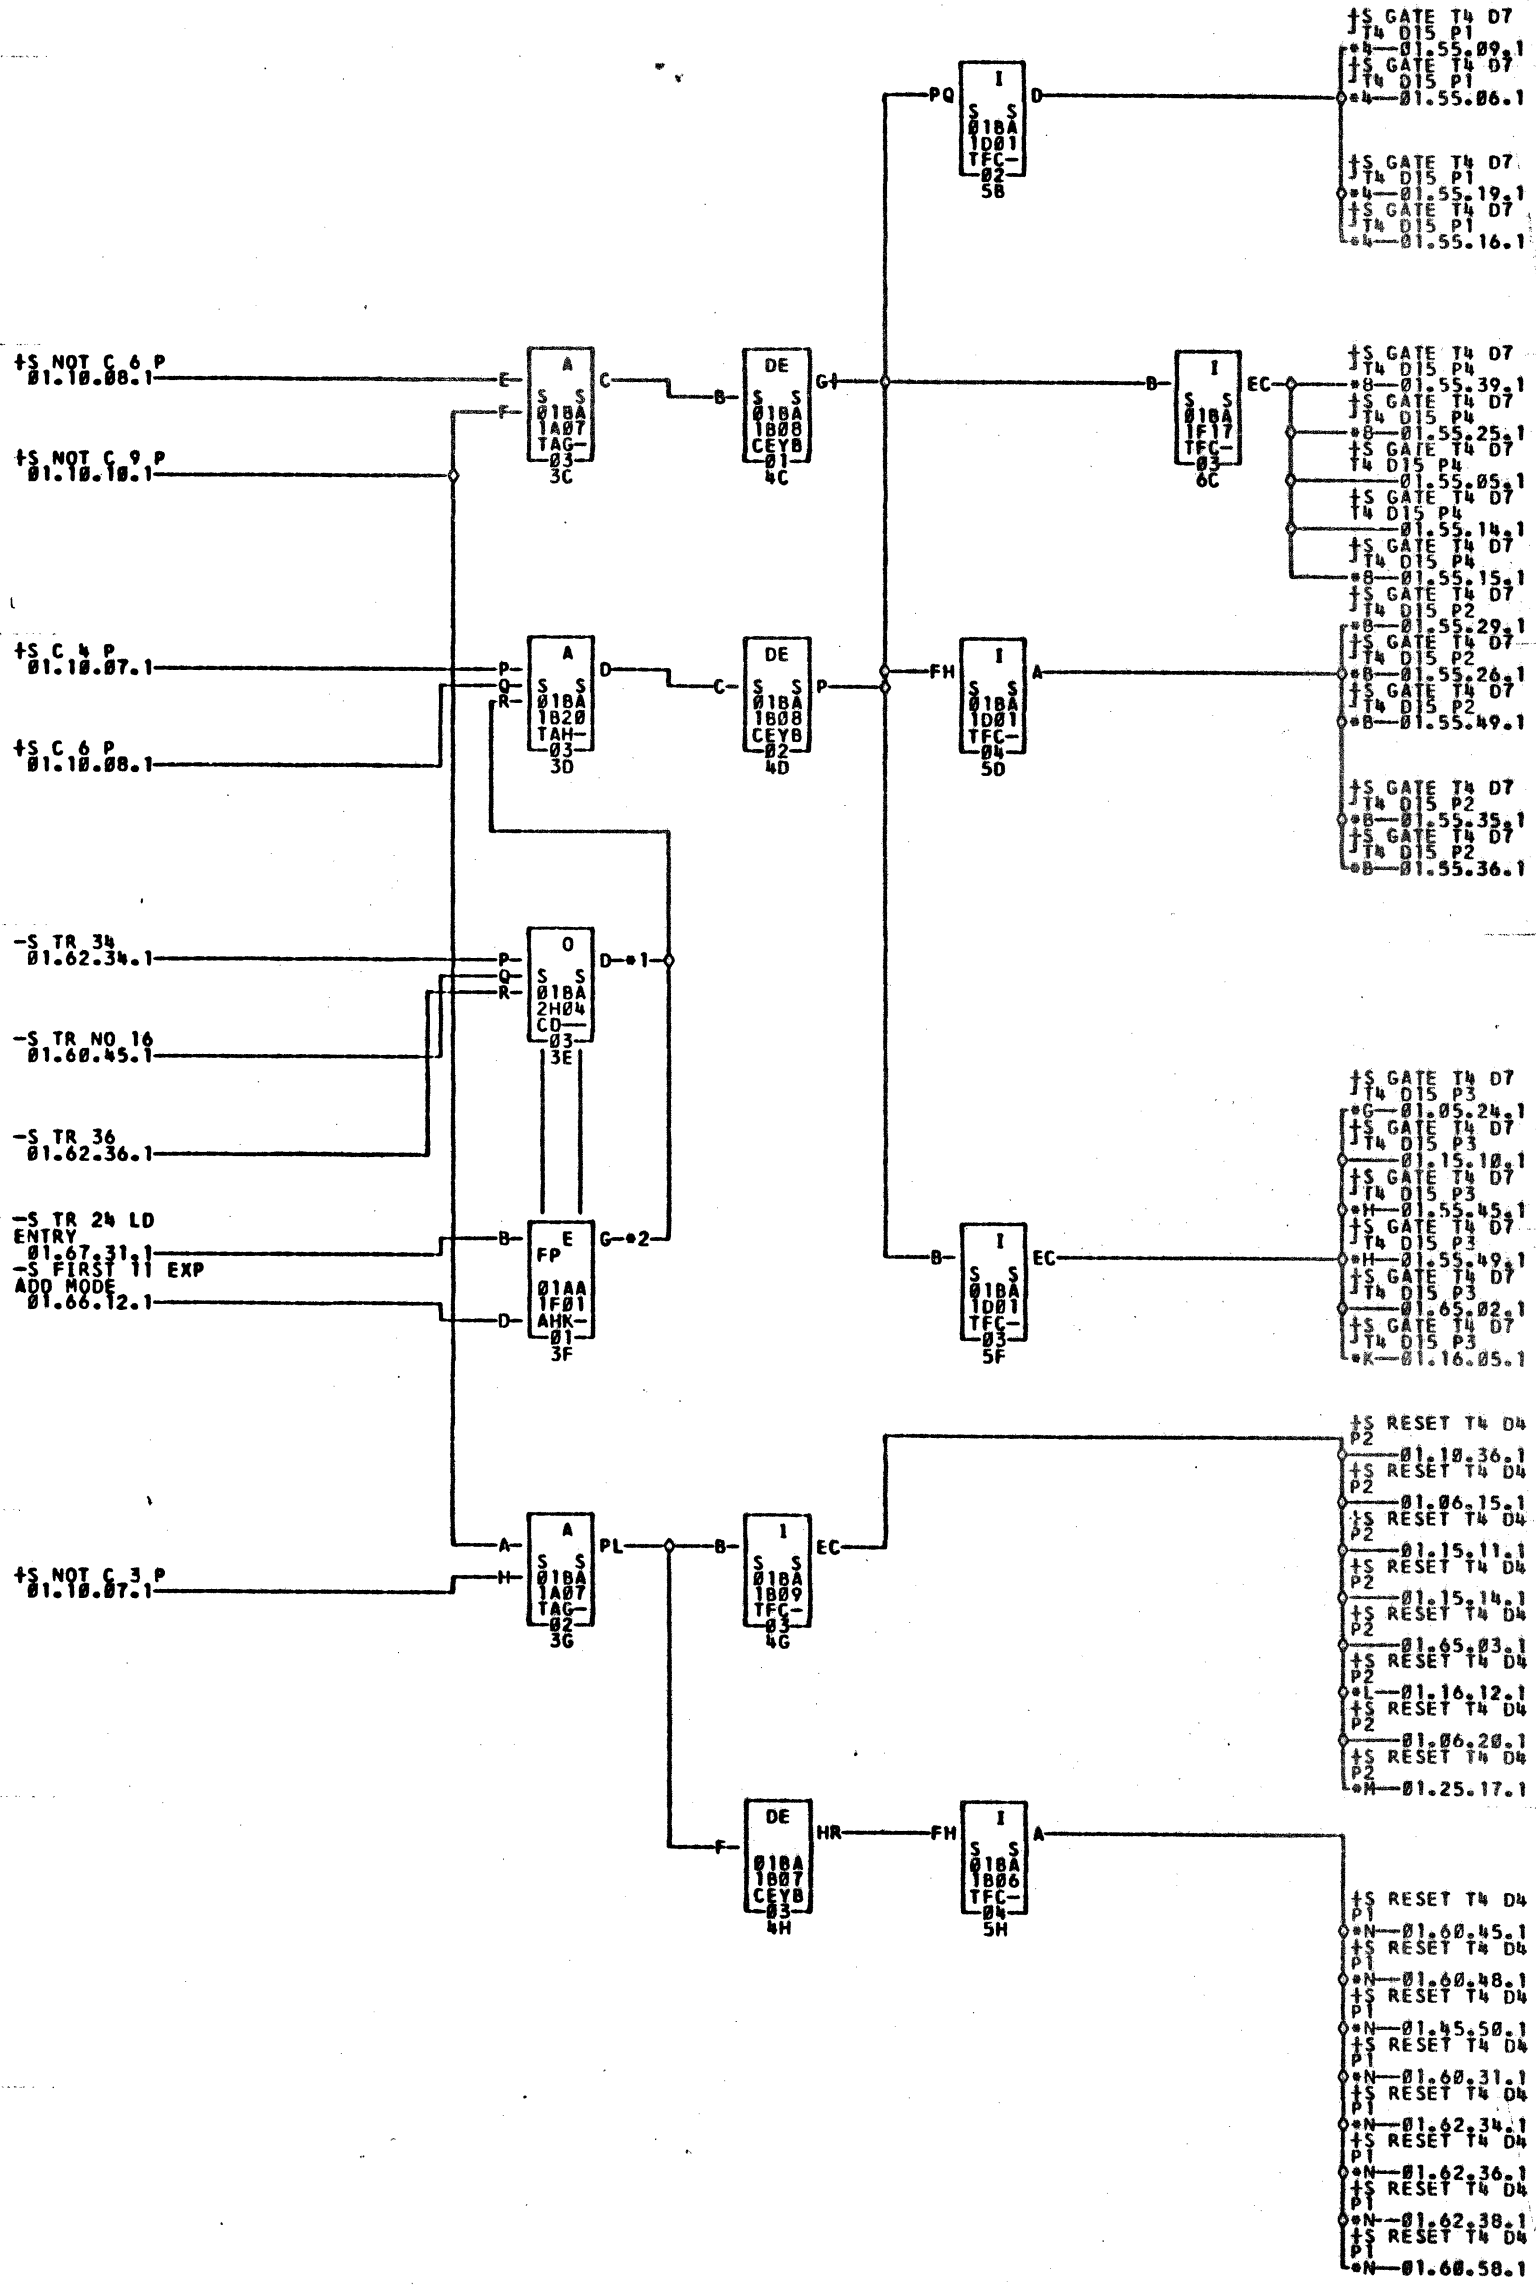 +S GATE T4 D7
T4 D15 P1
*4—01.55.09.1
+S GATE T4 D7
T4 D15 P1
*4—01.55.06.1
+S GATE T4 D7
T4 D15 P1
*4—01.55.19.1
+S GATE T4 D7
T4 D15 P1
*4—01.55.16.1
PQ
I
D
S S
01BA
1D01
TFC-
02
5B
+S NOT C 6 P
01.10.08.1
+S NOT C 9 P
01.10.10.1
E
F
A
C
S S
01BA
1A07
TAG-
03
3C
B
DE
G+
S S
01BA
1B08
CEYB
01
4C
B
I
EC
S S
01BA
1F17
TFC-
03
6C
+S GATE T4 D7
T4 D15 P4
*B—01.55.39.1
+S GATE T4 D7
T4 D15 P4
*B—01.55.25.1
+S GATE T4 D7
T4 D15 P4
01.55.05.1
+S GATE T4 D7
T4 D15 P4
01.55.14.1
+S GATE T4 D7
T4 D15 P4
*B—01.55.15.1
+S GATE T4 D7
T4 D15 P2
*B—01.55.29.1
+S GATE T4 D7
T4 D15 P2
*B—01.55.26.1
+S GATE T4 D7
T4 D15 P2
*B—01.55.49.1
+S GATE T4 D7
T4 D15 P2
*B—01.55.35.1
+S GATE T4 D7
T4 D15 P2
*B—01.55.36.1
+S C 4 P
01.10.07.1
+S C 6 P
01.10.08.1
P
Q
R
A
D
S S
01BA
1B20
TAH-
03
3D
C
DE
P
S S
01BA
1B08
CEYB
02
4D
FH
I
A
S S
01BA
1D01
TFC-
04
5D
-S TR 34
01.62.34.1
-S TR NO 16
01.60.45.1
-S TR 36
01.62.36.1
P
Q
R
O
D—*1
S S
01BA
2H04
CD—
03
3E
-S TR 24 LD
ENTRY
01.67.31.1
-S FIRST 11 EXP
ADD MODE
01.66.12.1
B
D
E
FP
G—*2
01AA
1F01
AHK-
01
3F
B
I
EC
S S
01BA
1D01
TFC-
03
5F
+S GATE T4 D7
T4 D15 P3
*G—01.05.24.1
+S GATE T4 D7
T4 D15 P3
01.15.10.1
+S GATE T4 D7
T4 D15 P3
*H—01.55.45.1
+S GATE T4 D7
T4 D15 P3
*H—01.55.49.1
+S GATE T4 D7
T4 D15 P3
01.65.02.1
+S GATE T4 D7
T4 D15 P3
*K—01.16.05.1
+S NOT C 3 P
01.10.07.1
A
H
A
PL
S S
01BA
1A07
TAG-
02
3G
B
I
EC
S S
01BA
1B09
TFC-
03
4G
+S RESET T4 D4
P2
01.10.36.1
+S RESET T4 D4
P2
01.06.15.1
+S RESET T4 D4
P2
01.15.11.1
+S RESET T4 D4
P2
01.15.14.1
+S RESET T4 D4
P2
01.65.03.1
+S RESET T4 D4
P2
*L—01.16.12.1
+S RESET T4 D4
P2
01.06.20.1
+S RESET T4 D4
P2
*M—01.25.17.1
F
DE
HR
01BA
1B07
CEYB
03
4H
FH
I
A
S S
01BA
1B06
TFC-
04
5H
+S RESET T4 D4
P1
*N—01.60.45.1
+S RESET T4 D4
P1
*N—01.60.48.1
+S RESET T4 D4
P1
*N—01.45.50.1
+S RESET T4 D4
P1
*N—01.60.31.1
+S RESET T4 D4
P1
*N—01.62.34.1
+S RESET T4 D4
P1
*N—01.62.36.1
+S RESET T4 D4
P1
*N—01.62.38.1
+S RESET T4 D4
P1
*N—01.60.58.1